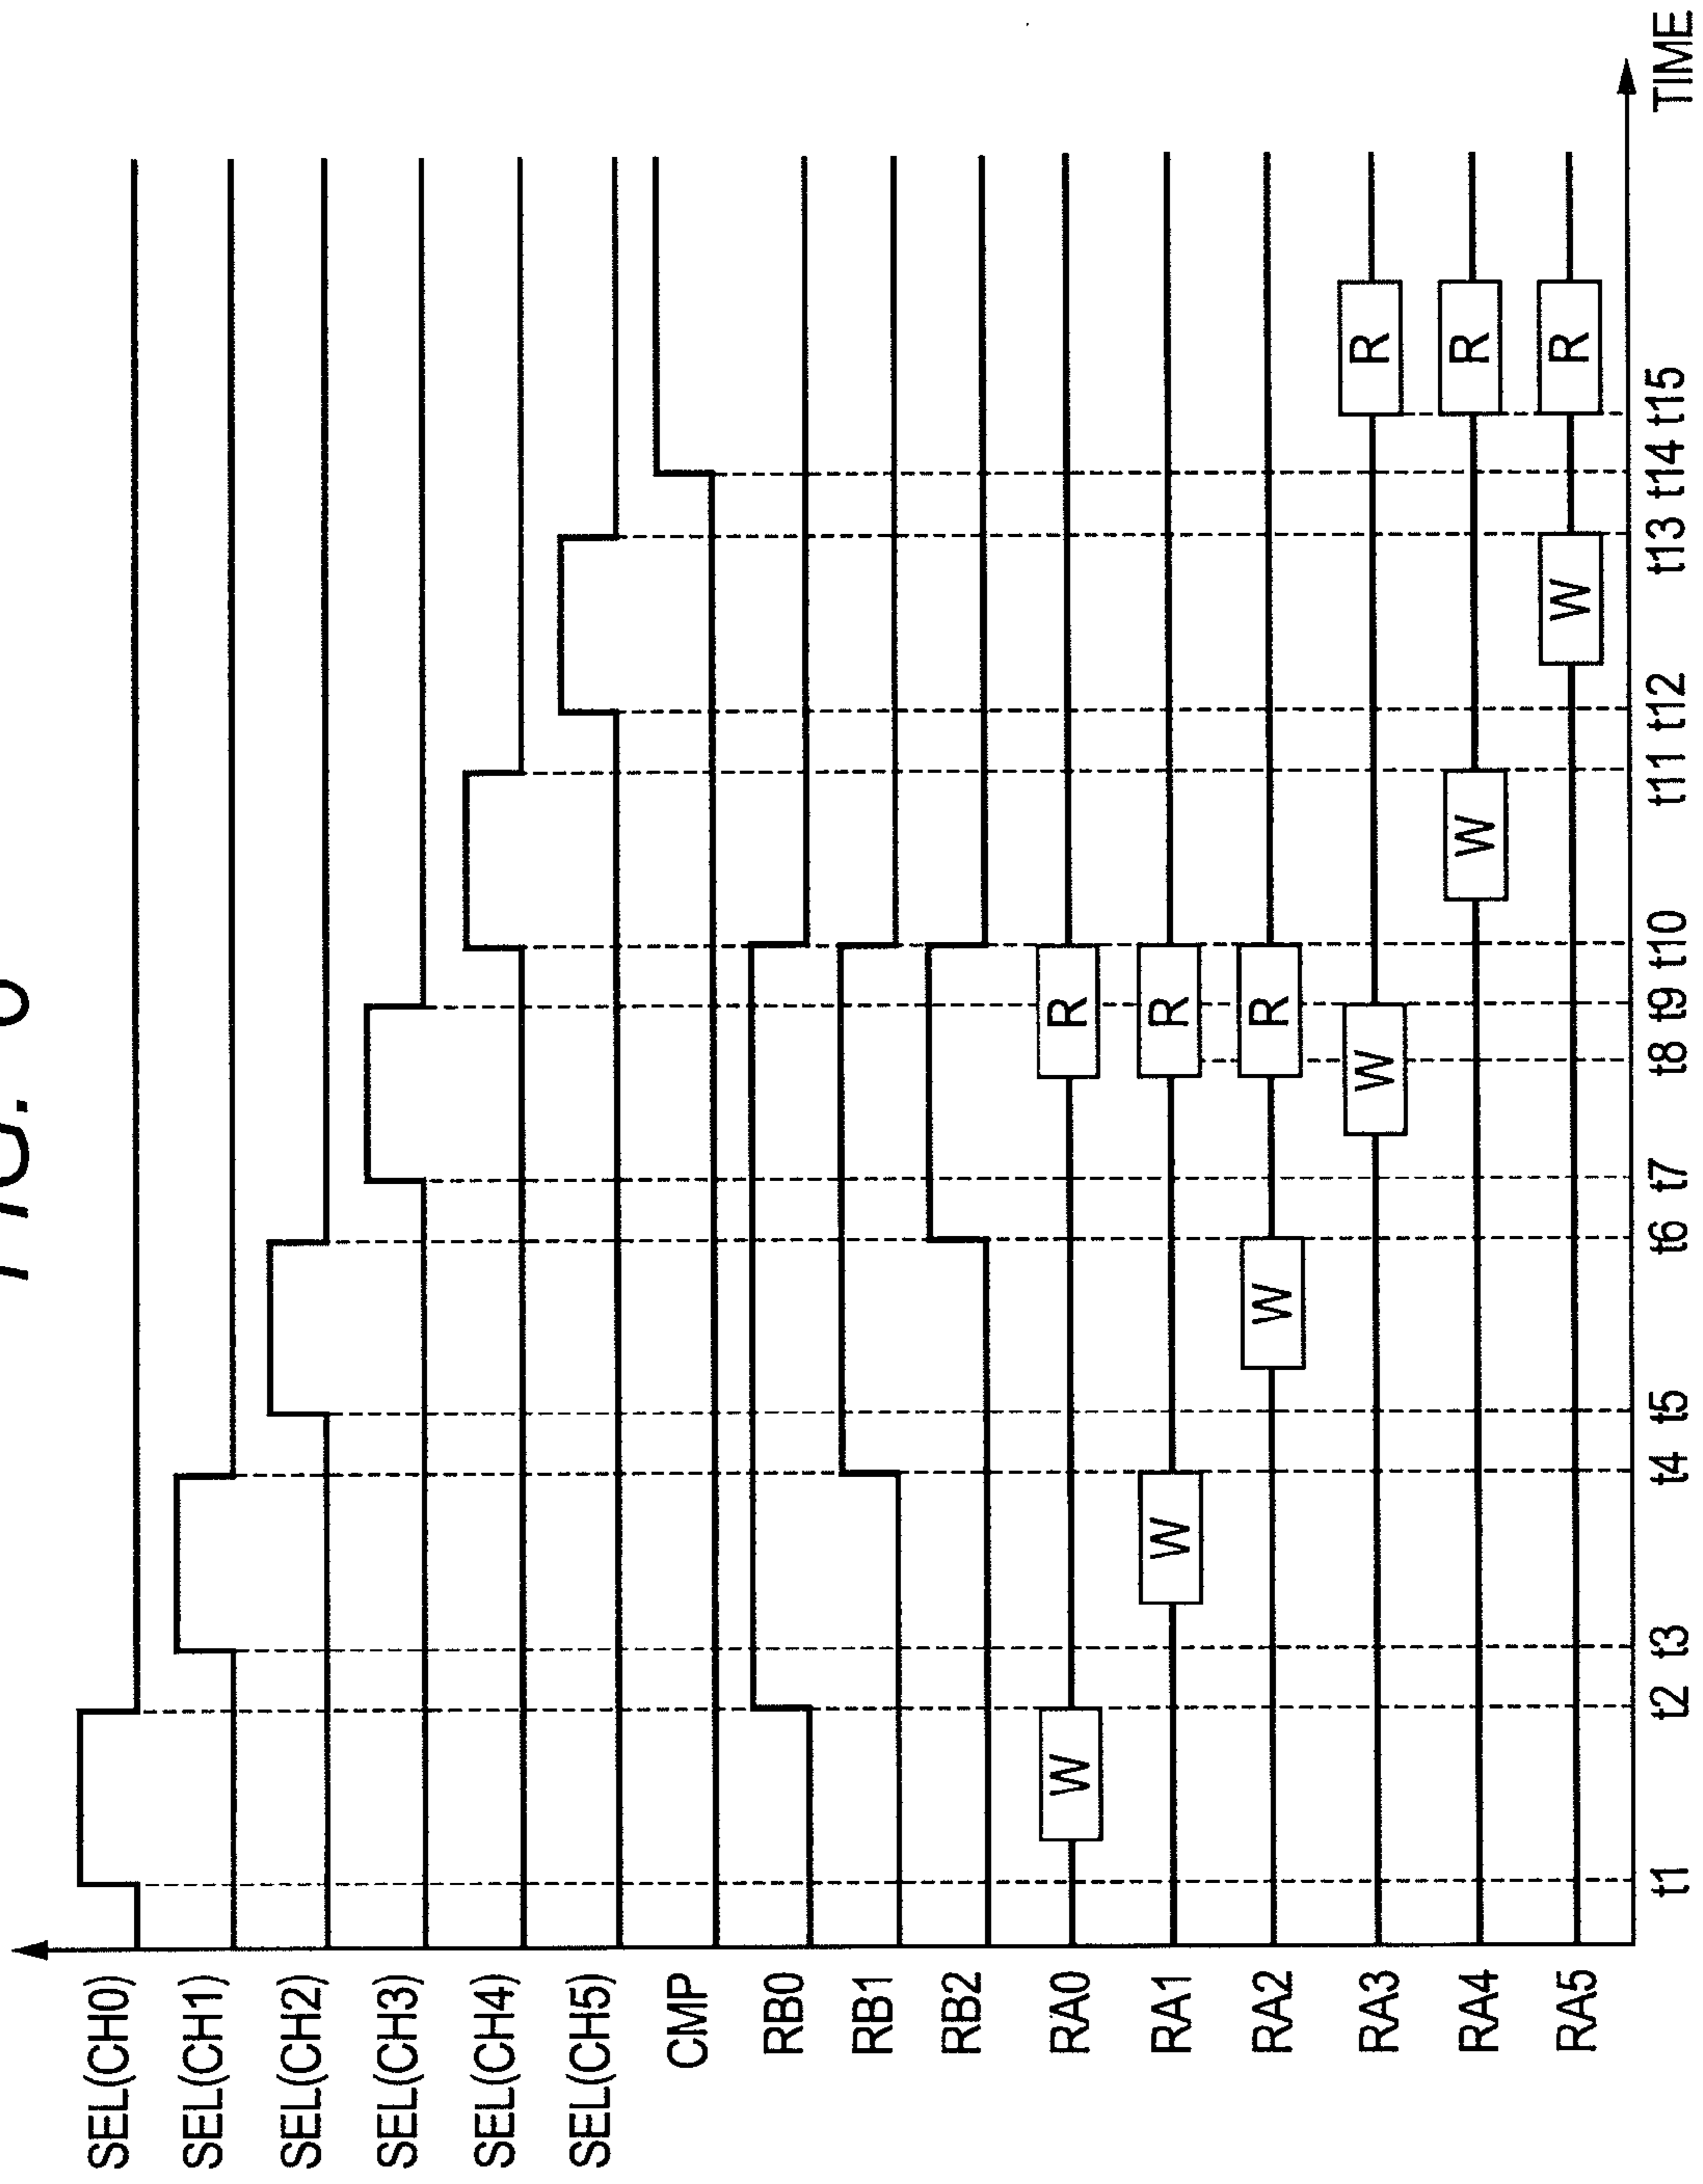 FIG. 6
SEL(CH0)
SEL(CH1)
SEL(CH2)
SEL(CH3)
SEL(CH4)
SEL(CH5)
CMP
RB0
RB1
RB2
RA0 W R
RA1 W R
RA2 W R
RA3 W R
RA4 W R
RA5 W R
t1 t2 t3 t4 t5 t6 t7 t8 t9 t10 t11 t12 t13 t14 t15
TIME